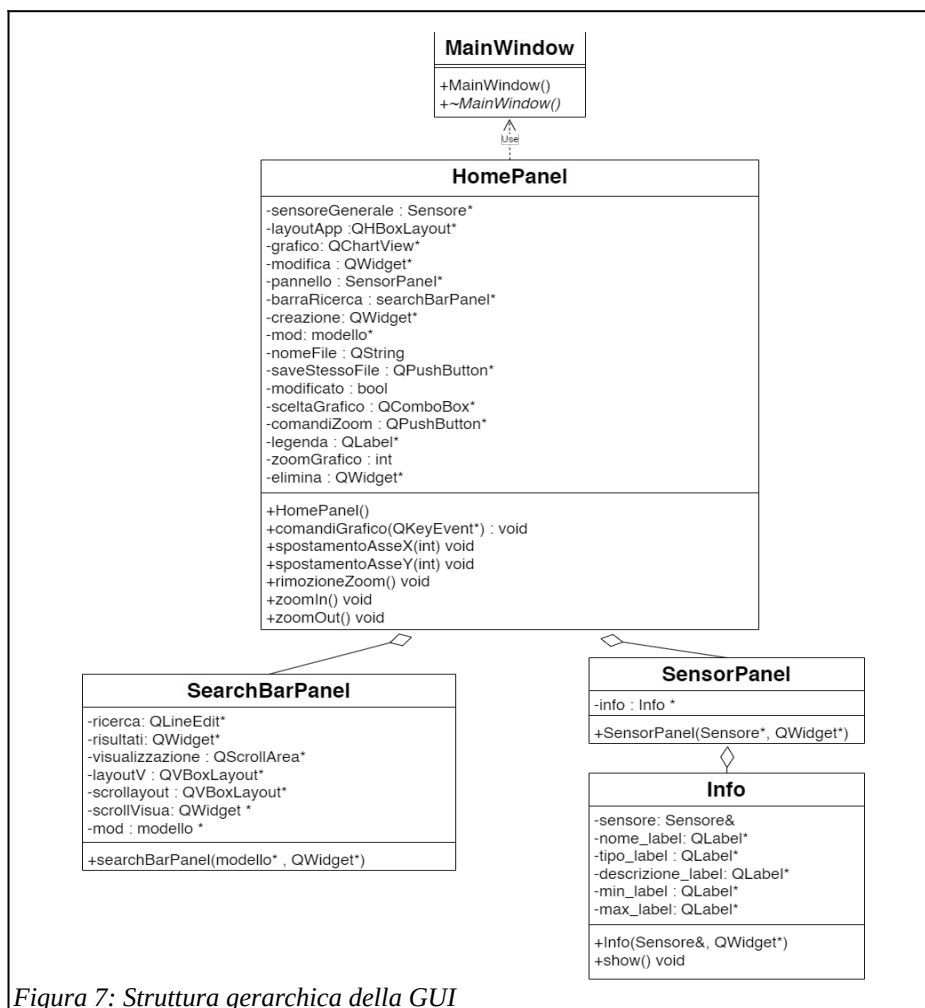 MainWindow
+MainWindow()
+~MainWindow()
Use
HomePanel
-sensoreGenerale : Sensore*
-layoutApp :QHBoxLayout*
-grafico: QChartView*
-modifica : QWidget*
-pannello : SensorPanel*
-barraRicerca : searchBarPanel*
-creazione: QWidget*
-mod: modello*
-nomeFile : QString
-saveStessoFile : QPushButton*
-modificato : bool
-sceltaGrafico : QComboBox*
-comandiZoom : QPushButton*
-legenda : QLabel*
-zoomGrafico : int
-elimina : QWidget*
+HomePanel()
+comandiGrafico(QKeyEvent*) : void
+spostamentoAsseX(int) void
+spostamentoAsseY(int) void
+rimozioneZoom() void
+zoomIn() void
+zoomOut() void
SearchBarPanel
-ricerca: QLineEdit*
-risultati: QWidget*
-visualizzazione : QScrollArea*
-layoutV : QVBoxLayout*
-scrollayout : QVBoxLayout*
-scrollVisua: QWidget *
-mod : modello *
+searchBarPanel(modello* , QWidget*)
SensorPanel
-info : Info *
+SensorPanel(Sensore*, QWidget*)
Info
-sensore: Sensore&
-nome_label: QLabel*
-tipo_label : QLabel*
-descrizione_label: QLabel*
-min_label : QLabel*
-max_label: QLabel*
+Info(Sensore&, QWidget*)
+show() void
Figura 7: Struttura gerarchica della GUI